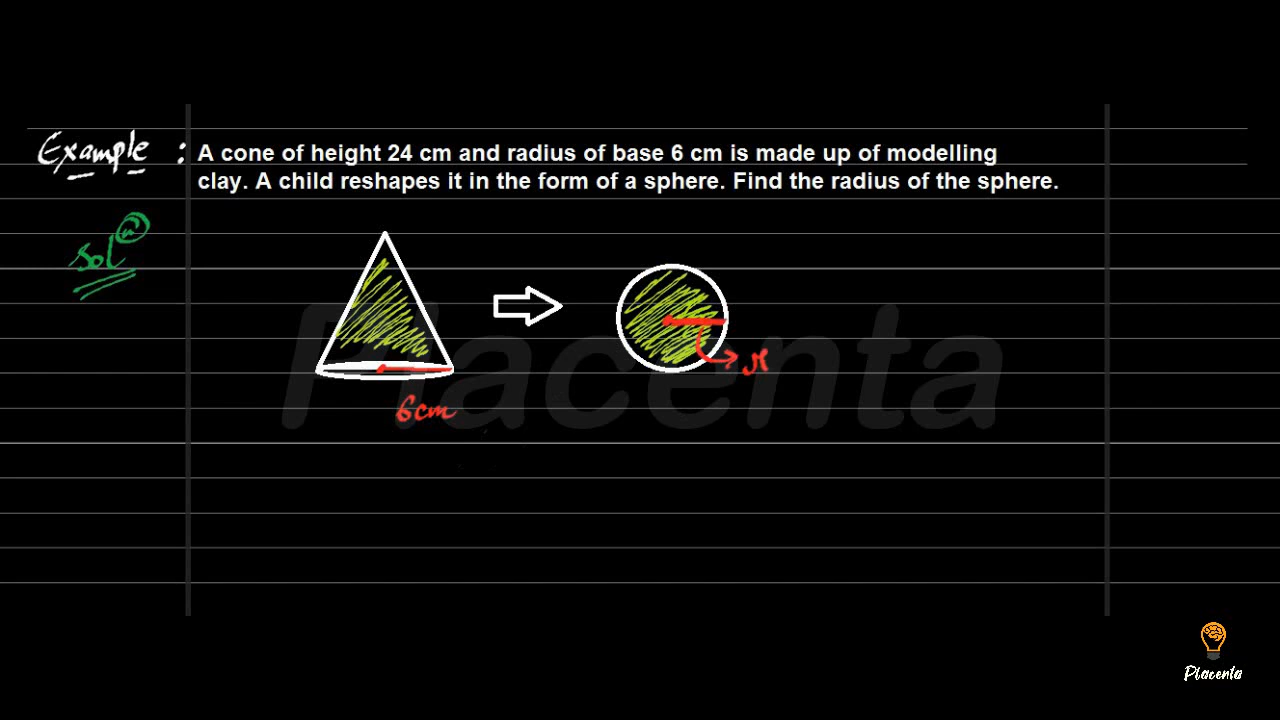 Example : A cone of height 24 cm and radius of base 6 cm is made up of modelling
clay. A child reshapes it in the form of a sphere. Find the radius of the sphere.
Solⁿ
r
6cm
Placenta
Placenta